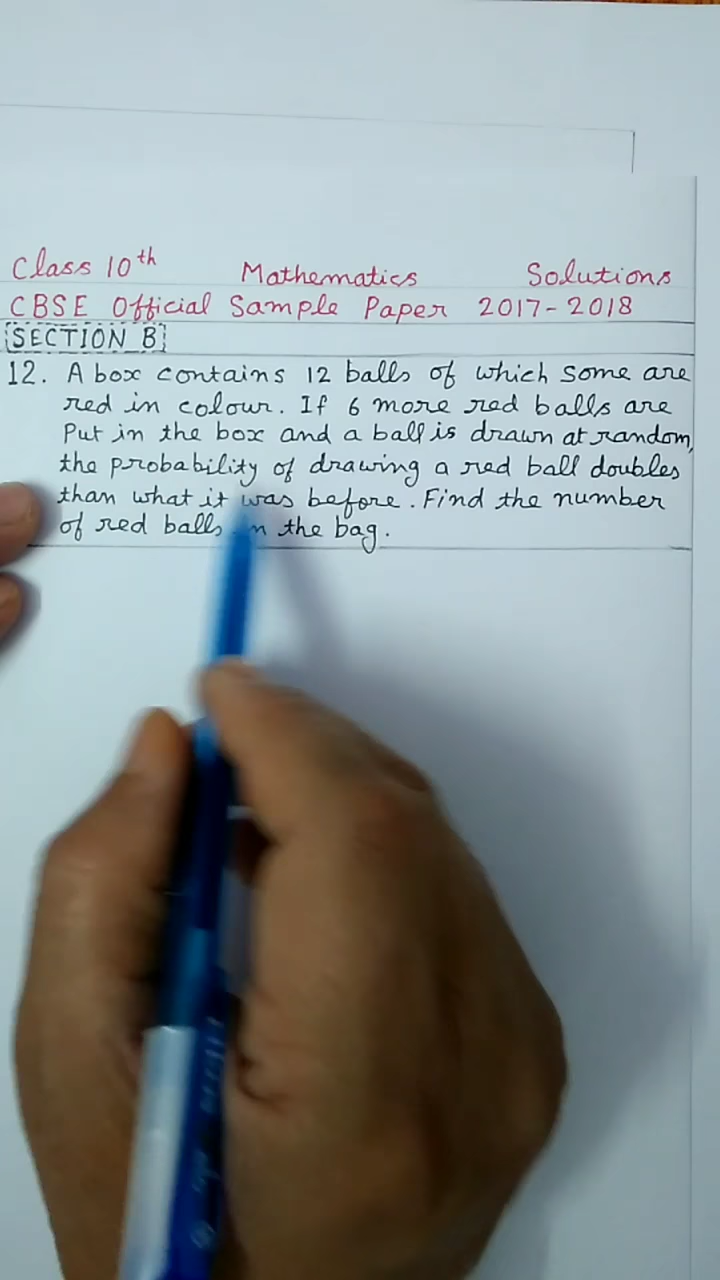 Class 10th Mathematics Solutions
CBSE Official Sample Paper 2017-2018
SECTION B
12. A box contains 12 balls of which some are
red in colour. If 6 more red balls are
Put in the box and a ball is drawn at random,
the probability of drawing a red ball doubles
than what it was before. Find the number
of red balls in the bag.